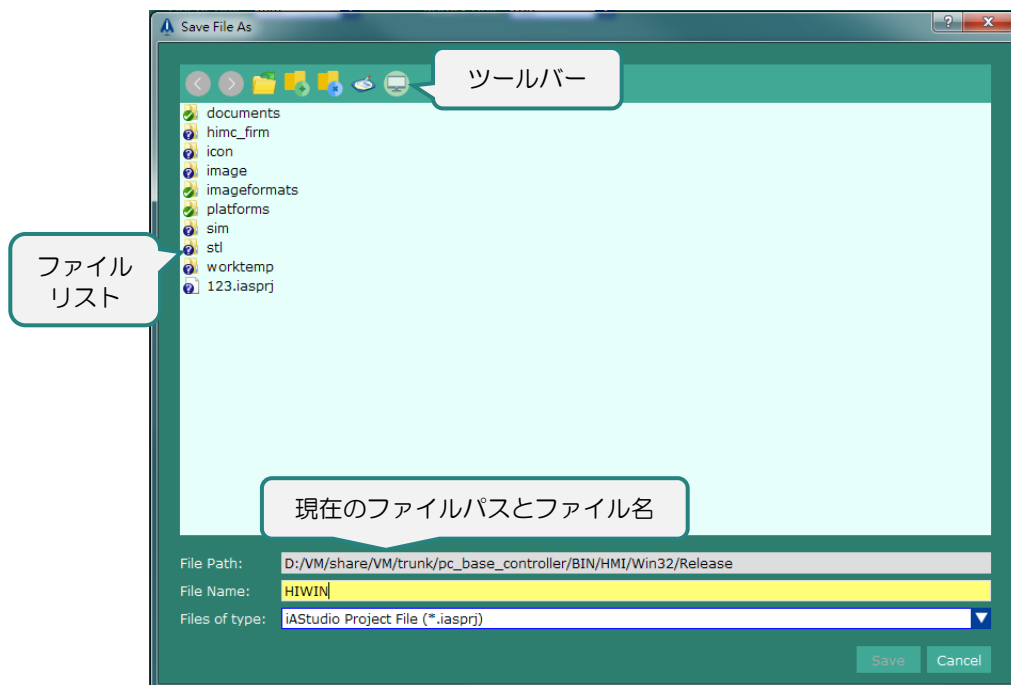 Save File As
ツールバー
documents
himc_firm
icon
image
imageformats
platforms
sim
stl
worktemp
123.iasprj
ファイル
リスト
現在のファイルパスとファイル名
File Path: D:/VM/share/VM/trunk/pc_base_controller/BIN/HMI/Win32/Release
File Name: HIWIN
Files of type: iAStudio Project File (*.iasprj)
Save Cancel